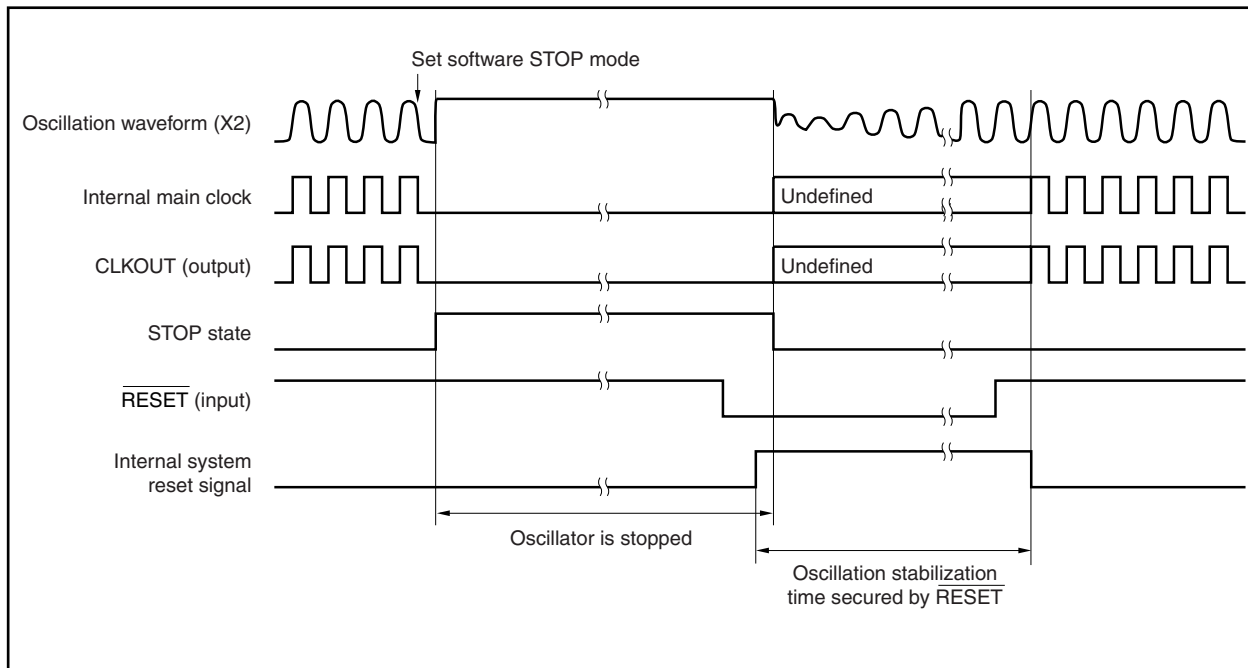 Set software STOP mode
Oscillation waveform (X2)
Internal main clock
Undefined
CLKOUT (output)
Undefined
STOP state
RESET (input)
Internal system
reset signal
Oscillator is stopped
Oscillation stabilization
time secured by RESET